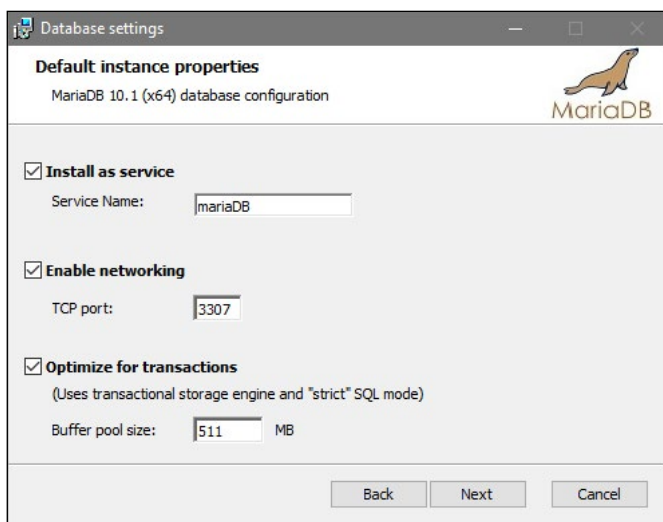 Database settings
Default instance properties
MariaDB 10.1 (x64) database configuration
MariaDB
Install as service
Service Name: mariaDB
Enable networking
TCP port: 3307
Optimize for transactions
(Uses transactional storage engine and "strict" SQL mode)
Buffer pool size: 511 MB
Back Next Cancel